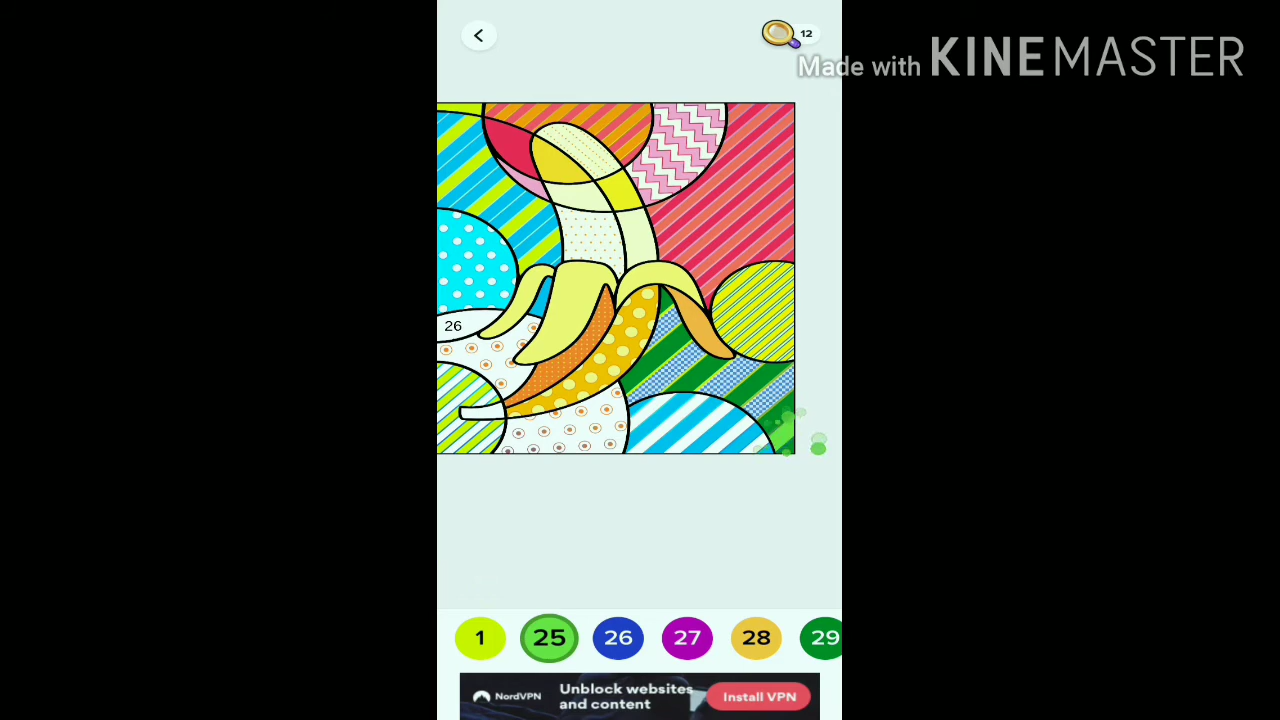 12
Made with KINEMASTER
26
1 25 26 27 28 29
NordVPN
Unblock websites
and content
Install VPN